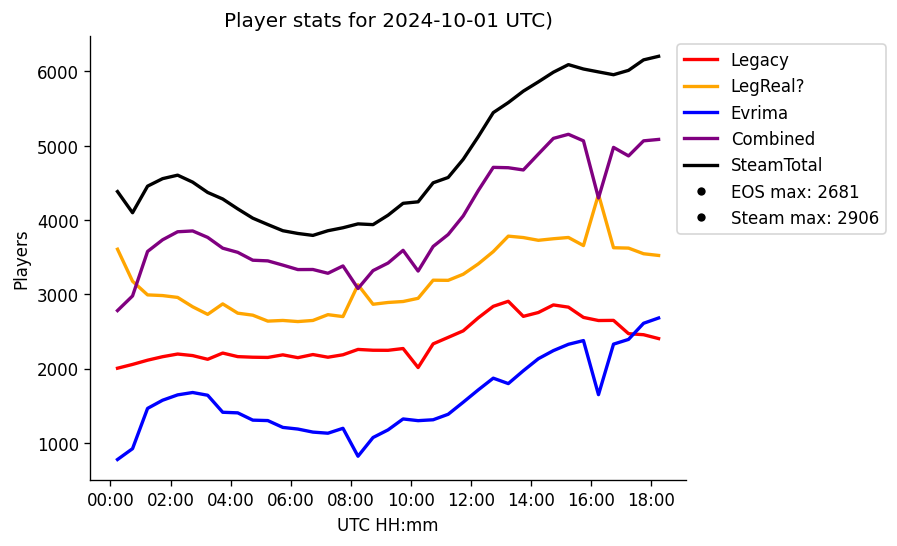 Player stats for 2024-10-01 UTC)
Legacy
LegReal?
Evrima
Combined
SteamTotal
EOS max: 2681
Steam max: 2906
Players
6000
5000
4000
3000
2000
1000
00:00 02:00 04:00 06:00 08:00 10:00 12:00 14:00 16:00 18:00
UTC HH:mm